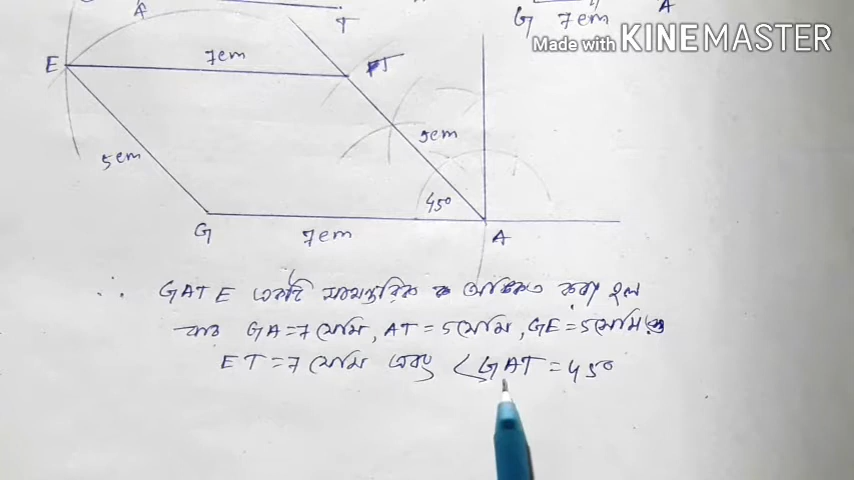 A
T
G 7cm A
Made with KINEMASTER
E 7cm T
5cm 5cm
45°
G 7cm A
∴ GATE একটি সামান্তরিক অঙ্কিত করা হল
যার GA=7 সেমি, AT=5 সেমি, GE=5 সেমি
ET=7 সেমি এবং <GAT=45°